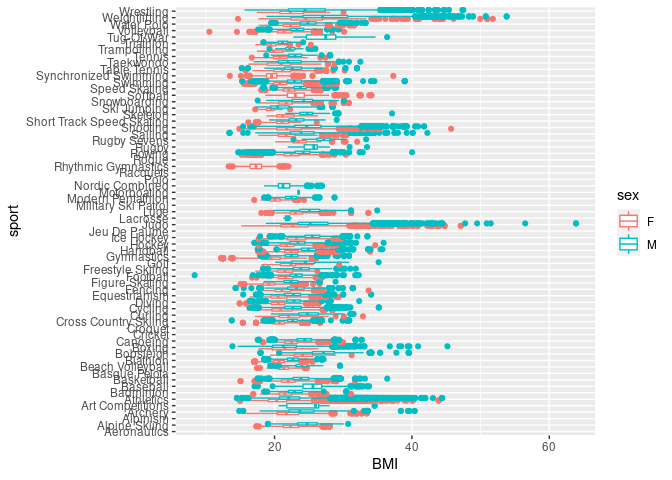 Wrestling
Weightlifting
Water Polo
Volleyball
Tug-Of-War
Triathlon
Trampolining
Tennis
Taekwondo
Table Tennis
Synchronized Swimming
Swimming
Speed Skating
Softball
Snowboarding
Ski Jumping
Skeleton
Short Track Speed Skating
Shooting
Sailing
Rugby Sevens
Rugby
Rowing
Roque
Rhythmic Gymnastics
Racquets
Polo
Nordic Combined
Motorboating
Modern Pentathlon
Military Ski Patrol
Luge
Lacrosse
Judo
Jeu De Paume
Ice Hockey
Hockey
Handball
Gymnastics
Golf
Freestyle Skiing
Football
Figure Skating
Fencing
Equestrianism
Diving
Cycling
Curling
Cross Country Skiing
Croquet
Cricket
Canoeing
Boxing
Bobsleigh
Biathlon
Beach Volleyball
Basque Pelota
Basketball
Baseball
Badminton
Athletics
Art Competitions
Archery
Alpinism
Alpine Skiing
Aeronautics
sport
20 40 60
BMI
sex
F
M